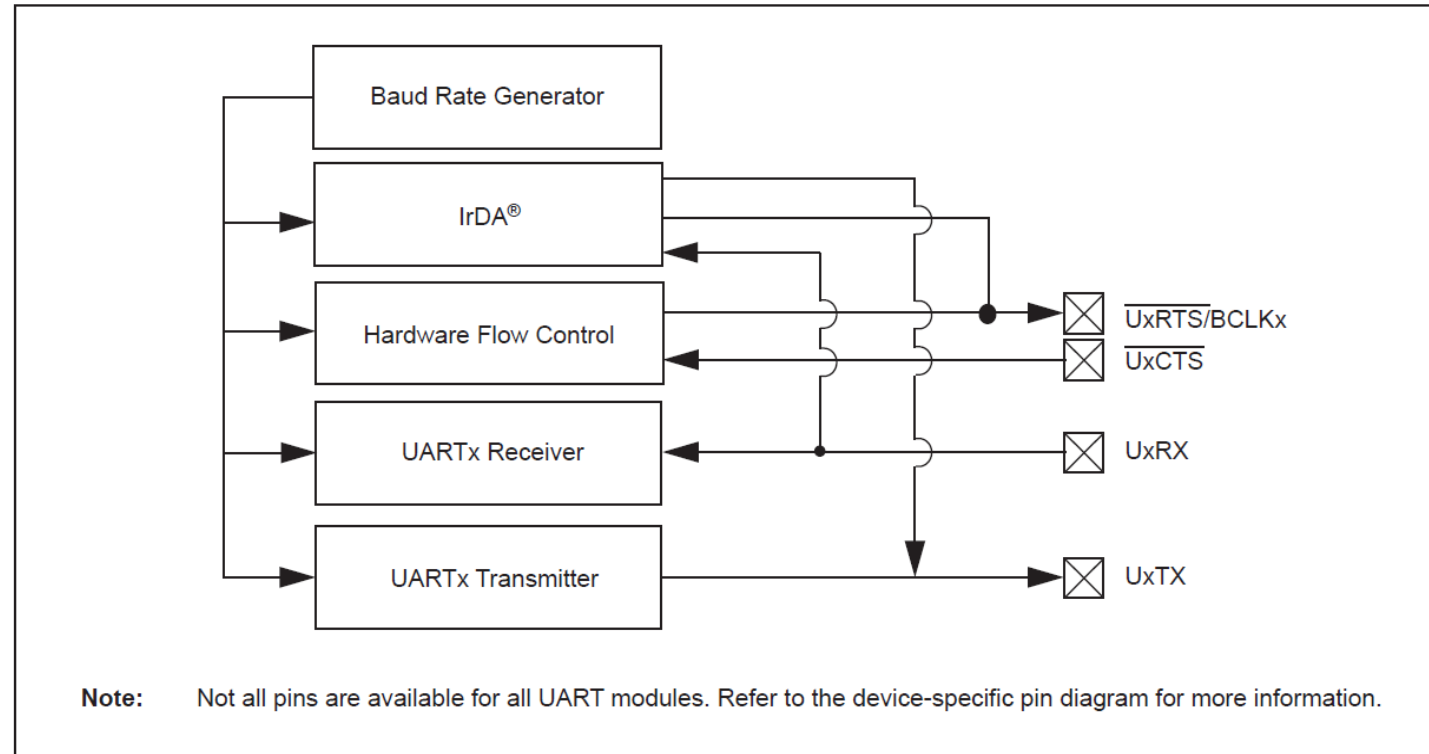 Baud Rate Generator
IrDA®
Hardware Flow Control
UxRTS/BCLKx
UxCTS
UARTx Receiver
UxRX
UARTx Transmitter
UxTX
Note: Not all pins are available for all UART modules. Refer to the device-specific pin diagram for more information.